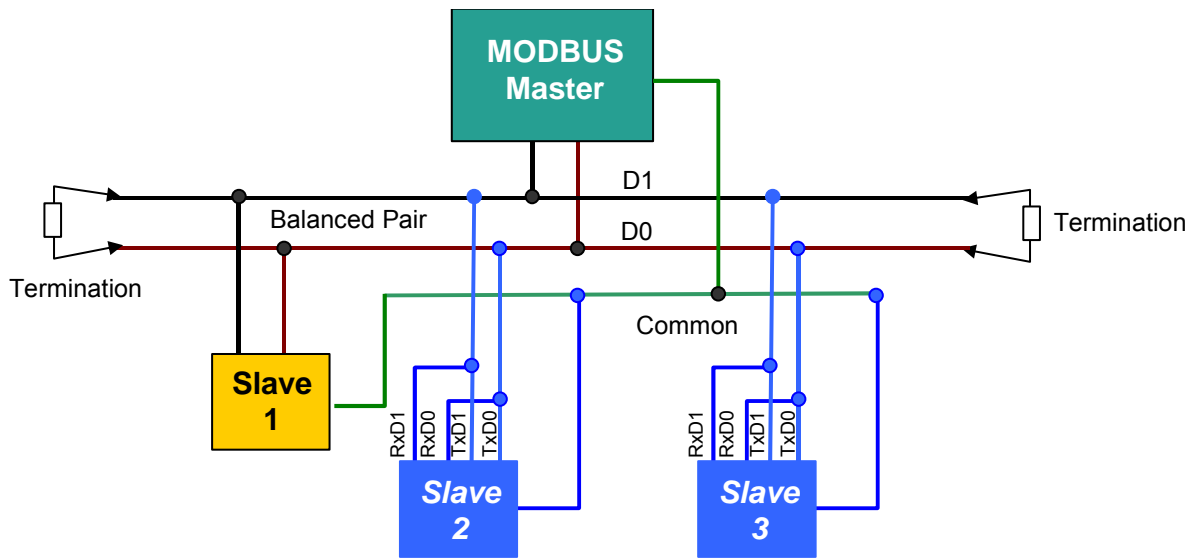 MODBUS
Master
D1
Balanced Pair
D0
Termination
Termination
Common
Slave
1
RxD1
RxD0
TxD1
TxD0
Slave
2
RxD1
RxD0
TxD1
TxD0
Slave
3